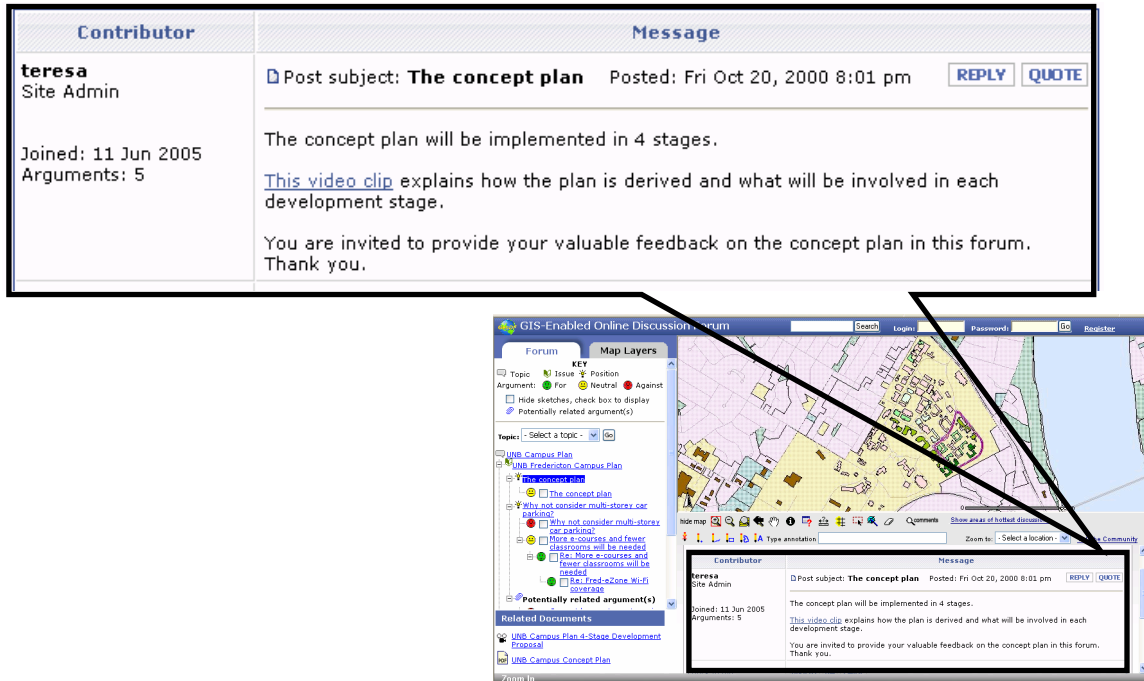 Contributor
Message
teresa
Site Admin
Joined: 11 Jun 2005
Arguments: 5
Post subject: The concept plan Posted: Fri Oct 20, 2000 8:01 pm REPLY QUOTE
The concept plan will be implemented in 4 stages.
This video clip explains how the plan is derived and what will be involved in each
development stage.
You are invited to provide your valuable feedback on the concept plan in this forum.
Thank you.
GIS-Enabled Online Discussion Forum Search Login: Password: Go Register
Forum Map Layers
KEY
Topic Issue Position
Argument: For Neutral Against
Hide sketches, check box to display
Potentially related argument(s)
Topic: - Select a topic - Go
UNB Campus Plan
UNB Fredericton Campus Plan
The concept plan
The concept plan
Why not consider multi-storey car
parking?
Why not consider multi-storey
car parking?
More e-courses and fewer
classrooms will be needed
Re: More e-courses and
fewer classrooms will be
needed
Re: Fred-eZone Wi-Fi
coverage
Potentially related argument(s)
Related Documents
UNB Campus Plan 4-Stage Development
Proposal
UNB Campus Concept Plan
Zoom In
hide map comments Show areas of hottest
Type annotation Zoom to: - Select a location - Community
Contributor
Message
teresa
Site Admin
Joined: 11 Jun 2005
Arguments: 5
Post subject: The concept plan Posted: Fri Oct 20, 2000 8:01 pm REPLY QUOTE
The concept plan will be implemented in 4 stages.
This video clip explains how the plan is derived and what will be involved in each
development stage.
You are invited to provide your valuable feedback on the concept plan in this forum.
Thank you.